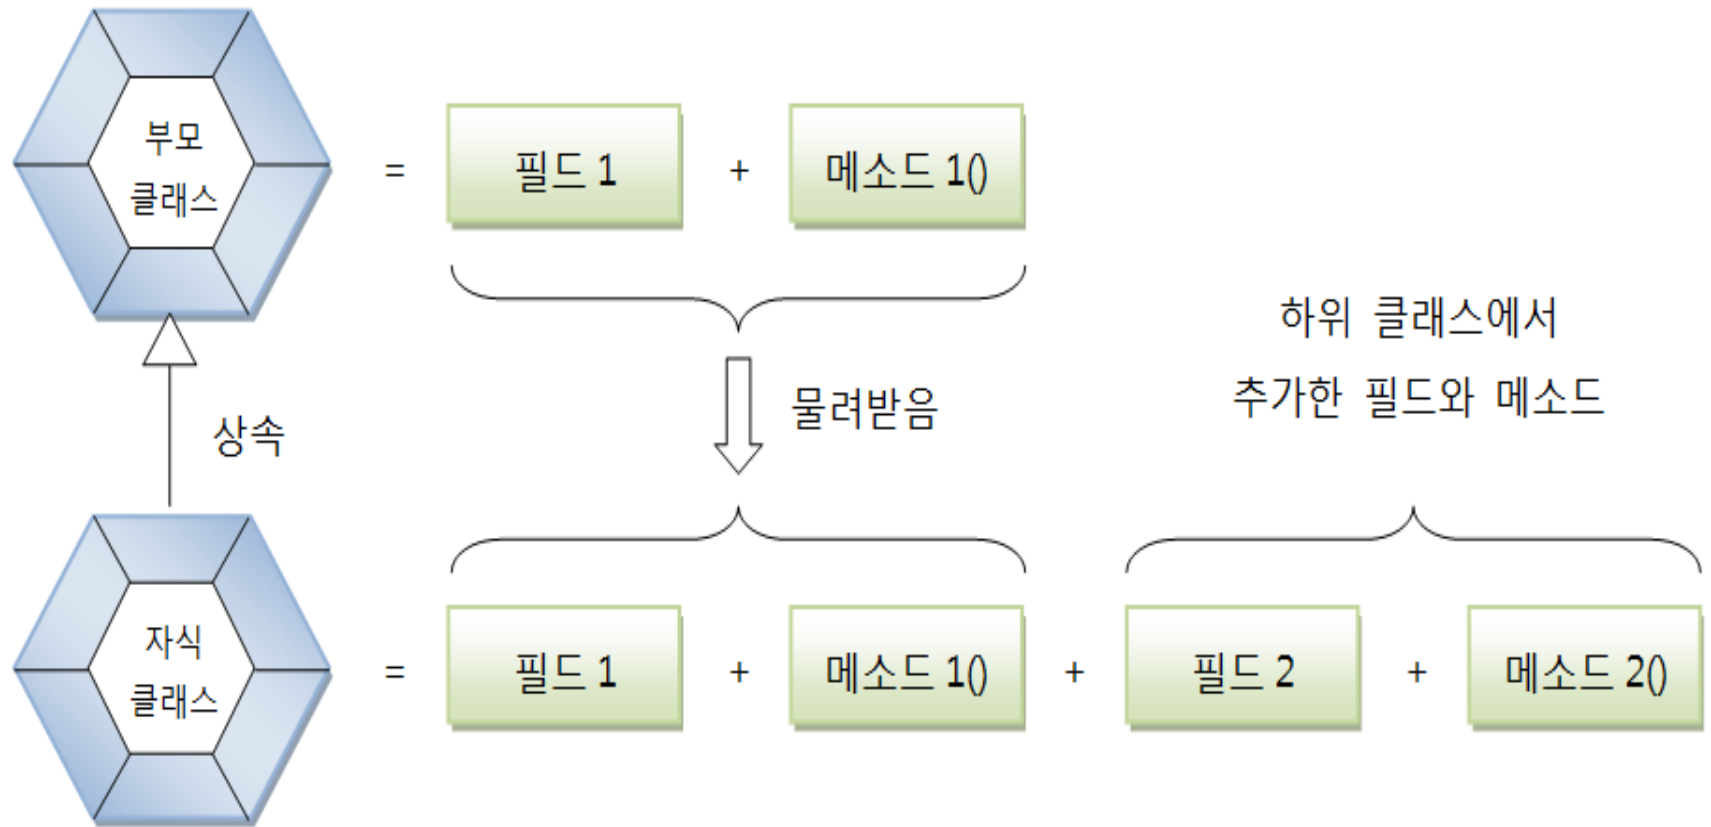 부모
클래스
=
필드 1
+
메소드 1()
하위 클래스에서
추가한 필드와 메소드
물려받음
상속
자식
클래스
=
필드 1
+
메소드 1()
+
필드 2
+
메소드 2()